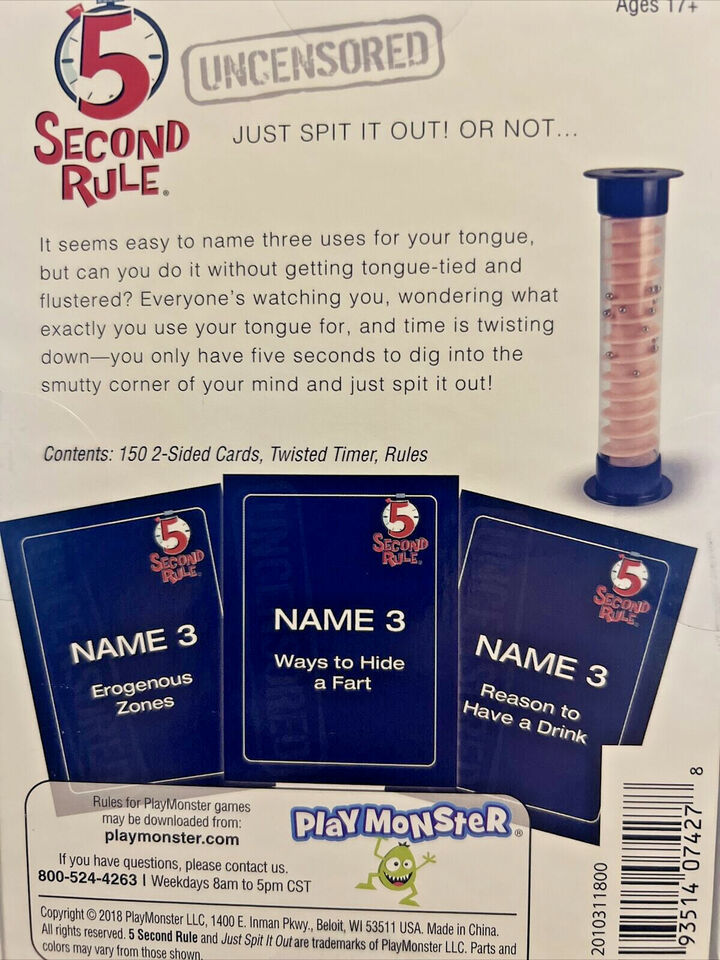 Ages 17+
5
SECOND
RULE®
UNCENSORED
JUST SPIT IT OUT! OR NOT...
It seems easy to name three uses for your tongue,
but can you do it without getting tongue-tied and
flustered? Everyone's watching you, wondering what
exactly you use your tongue for, and time is twisting
down—you only have five seconds to dig into the
smutty corner of your mind and just spit it out!
Contents: 150 2-Sided Cards, Twisted Timer, Rules
5
SECOND
RULE®
NAME 3
Erogenous
Zones
5
SECOND
RULE®
NAME 3
Ways to Hide
a Fart
5
SECOND
RULE®
NAME 3
Reason to
Have a Drink
Rules for PlayMonster games
may be downloaded from:
playmonster.com
If you have questions, please contact us.
800-524-4263 | Weekdays 8am to 5pm CST
PLAYMONSTER®
Copyright © 2018 PlayMonster LLC, 1400 E. Inman Pkwy., Beloit, WI 53511 USA. Made in China.
All rights reserved. 5 Second Rule and Just Spit It Out are trademarks of PlayMonster LLC. Parts and
colors may vary from those shown.
2010311800
93514 07427 8